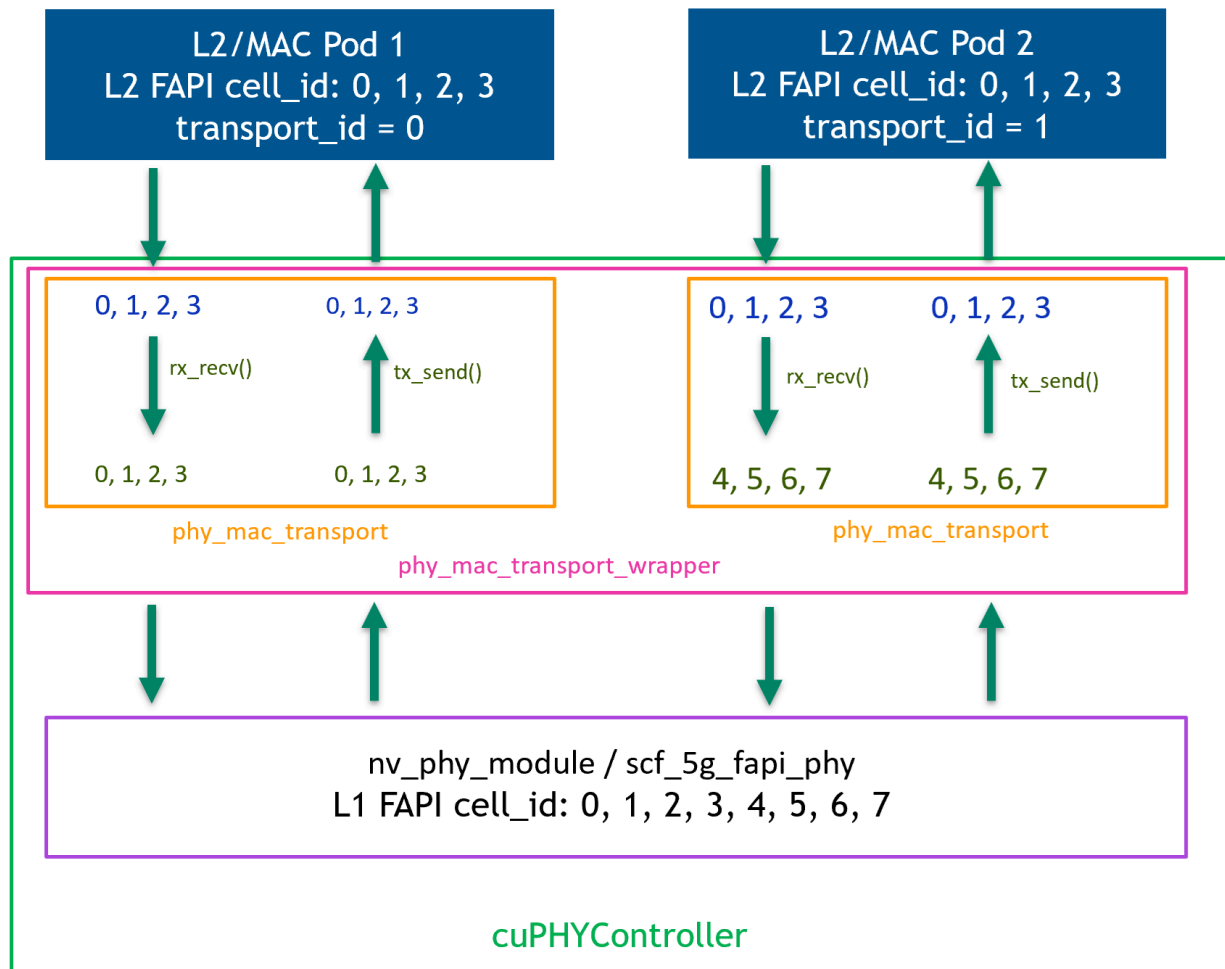 L2/MAC Pod 1
L2 FAPI cell_id: 0, 1, 2, 3
transport_id = 0
L2/MAC Pod 2
L2 FAPI cell_id: 0, 1, 2, 3
transport_id = 1
0, 1, 2, 3
0, 1, 2, 3
rx_recv()
tx_send()
0, 1, 2, 3
0, 1, 2, 3
phy_mac_transport
0, 1, 2, 3
0, 1, 2, 3
rx_recv()
tx_send()
4, 5, 6, 7
4, 5, 6, 7
phy_mac_transport
phy_mac_transport_wrapper
nv_phy_module / scf_5g_fapi_phy
L1 FAPI cell_id: 0, 1, 2, 3, 4, 5, 6, 7
cuPHYController